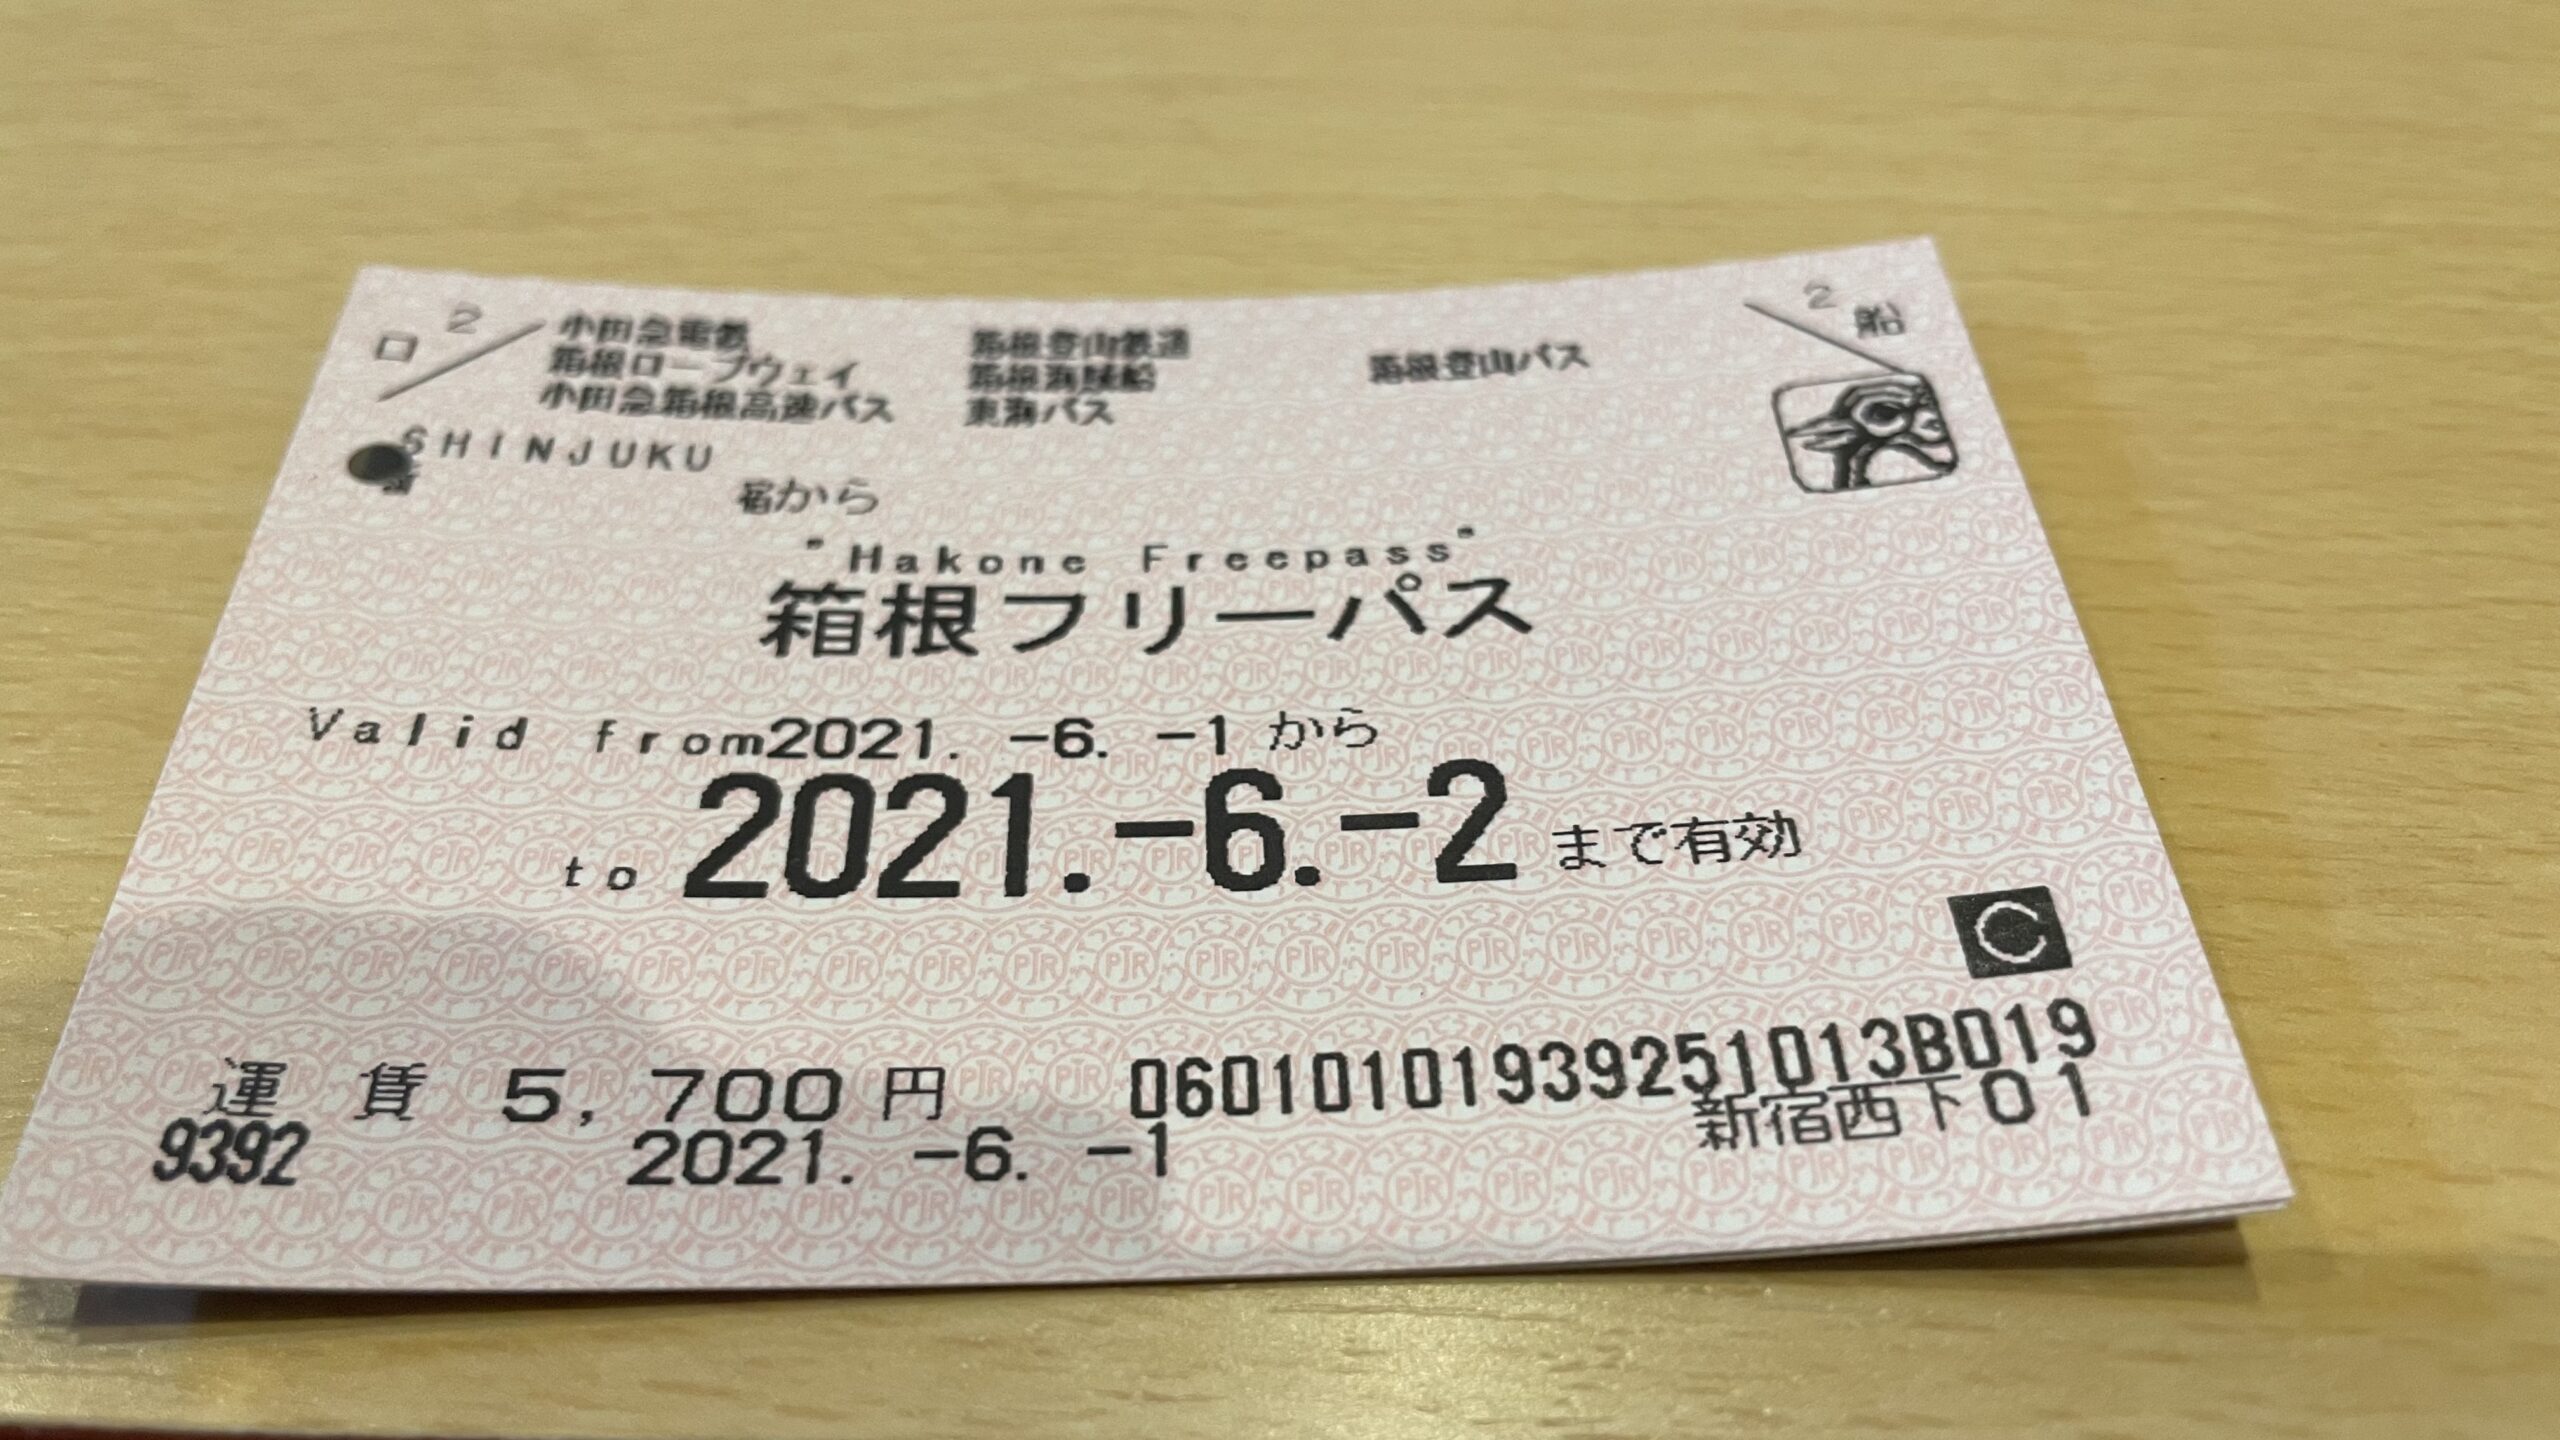 ロ 2 小田急電鉄 箱根登山鉄道 箱根登山バス 2 船
箱根ロープウェイ 箱根海賊船
小田急箱根高速バス 東海バス
SHINJUKU
新 宿から
"Hakone Freepass"
箱根フリーパス
Valid from2021. -6. -1から
to 2021.-6.-2まで有効
C
運賃 5,700円 06010101939251013B019
新宿西下01
9392 2021. -6. -1